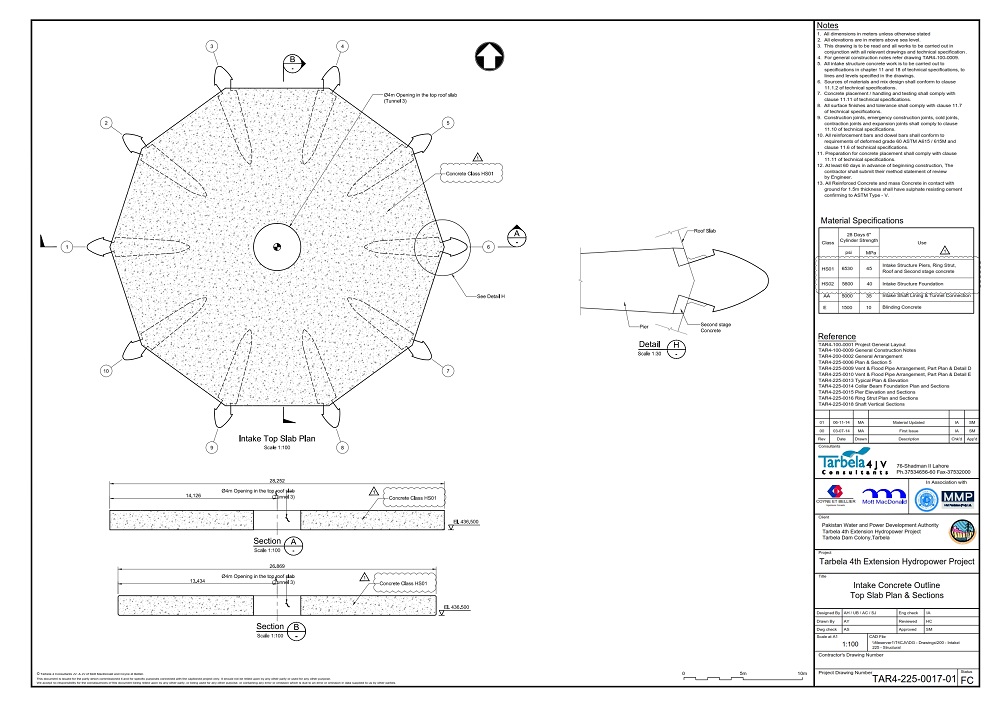 3
4
B
-
Ø4m Opening in the top roof slab
(Tunnel 3)
2
5
1
Concrete Class HS01
1
A
-
6
See Detail H
10
7
9
8
Intake Top Slab Plan
Scale 1:100
Roof Slab
Pier
Second stage
Concrete
Detail H
Scale 1:30 -
28,252
14,126
Ø4m Opening in the top roof slab
(Tunnel 3)
1
Concrete Class HS01
EL 436,500
Section A
Scale 1:100 -
26,869
13,434
Ø4m Opening in the top roof slab
(Tunnel 3)
1
Concrete Class HS01
EL 436,500
Section B
Scale 1:100 -
0 5m 10m
Notes
1. All dimensions in meters unless otherwise stated
2. All elevations are in meters above sea level.
3. This drawing is to be read and all works to be carried out in
conjunction with all relevant drawings and technical specification.
4. For general construction notes refer drawing TAR4-100-0009.
5. All intake structure concrete work is to be carried out to
specifications in chapter 11 and 18 of technical specifications, to
lines and levels specified in the drawings.
6. Sources of materials and mix design shall conform to clause
11.1.2 of technical specifications.
7. Concrete placement / handling and testing shall comply with
clause 11.11 of technical specifications.
8. All surface finishes and tolerance shall comply with clause 11.7
of technical specifications.
9. Construction joints, emergency construction joints, cold joints,
contraction joints and expansion joints shall comply to clause
11.10 of technical specifications.
10. All reinforcement bars and dowel bars shall conform to
requirements of deformed grade 60 ASTM A615 / 615M and
clause 11.6 of technical specifications.
11. Preparation for concrete placement shall comply with clause
11.11 of technical specifications.
12. At least 60 days in advance of beginning construction, The
contractor shall submit their method statement of review
by Engineer.
13. All Reinforced Concrete and mass Concrete in contact with
ground for 1.5m thickness shall have sulphate resisting cement
confirming to ASTM Type - V.
Material Specifications
Class
28 Days 6"
Cylinder Strength
psi MPa
Use
1
HS01 6530 45 Intake Structure Piers, Ring Strut,
Roof and Second stage concrete
HS02 5800 40 Intake Structure Foundation
AA 5000 35 Intake Shaft Lining & Tunnel Connection
E 1500 10 Blinding Concrete
Reference
TAR4-100-0001 Project General Layout
TAR4-100-0009 General Construction Notes
TAR4-200-0002 General Arrangement
TAR4-225-0006 Plan & Section 5
TAR4-225-0009 Vent & Flood Pipe Arrangement, Part Plan & Detail D
TAR4-225-0010 Vent & Flood Pipe Arrangement, Part Plan & Detail E
TAR4-225-0013 Typical Plan & Elevation
TAR4-225-0014 Collar Beam Foundation Plan and Sections
TAR4-225-0015 Pier Elevation and Sections
TAR4-225-0016 Ring Strut Plan and Sections
TAR4-225-0018 Shaft Vertical Sections
01 06-11-14 MA Material Updated IA SM
00 03-07-14 MA First Issue IA SM
Rev Date Drawn Description Chk'd App'd
Consultants
Tarbela 4 JV
Consultants
76-Shadman II Lahore
Ph.37534656-60 Fax-37532000
In Association with
COYNE ET BELLIER
Mott MacDonald
MMP
Client
Pakistan Water and Power Development Authority
Tarbela 4th Extension Hydropower Project
Tarbela Dam Colony,Tarbela
Project
Tarbela 4th Extension Hydropower Project
Title
Intake Concrete Outline
Top Slab Plan & Sections
Designed By AH / UB / AC / SJ Eng check IA
Drawn By AY Reviewed HC
Dwg check AS Approved SM
Scale at A1
1:100
CAD File
225 - Structural
Contractor's Drawing Number
Project Drawing Number
TAR4-225-0017-01
Status
FC